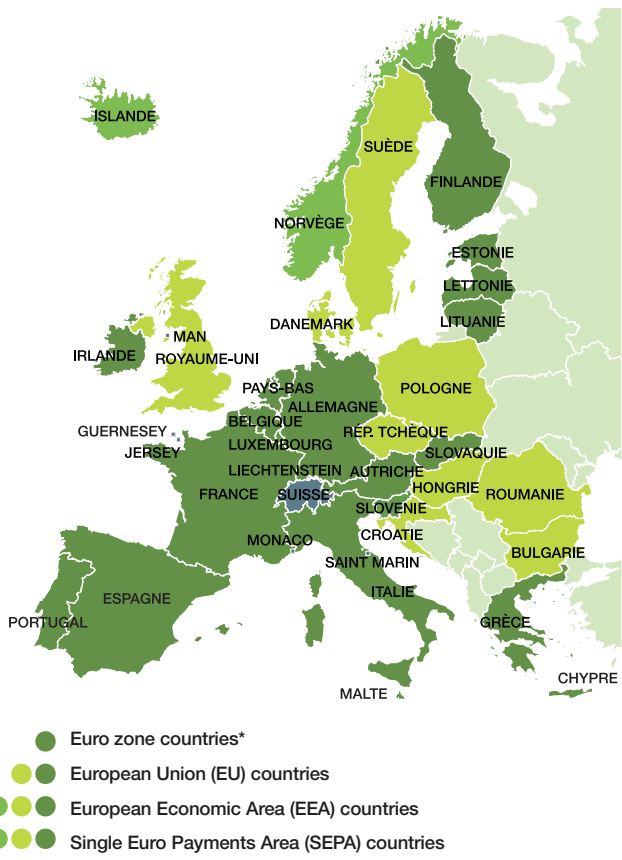 ISLANDE
SUÈDE
FINLANDE
NORVÈGE
ESTONIE
LETTONIE
LITUANIE
DANEMARK
MAN
IRLANDE
ROYAUME-UNI
PAYS-BAS
POLOGNE
ALLEMAGNE
BELGIQUE
GUERNESEY
RÉP. TCHÈQUE
LUXEMBOURG
JERSEY
SLOVAQUIE
LIECHTENSTEIN
AUTRICHE
HONGRIE
FRANCE
SUISSE
ROUMANIE
SLOVENIE
CROATIE
MONACO
BULGARIE
SAINT MARIN
ITALIE
ESPAGNE
PORTUGAL
GRÈCE
CHYPRE
MALTE
Euro zone countries*
European Union (EU) countries
European Economic Area (EEA) countries
Single Euro Payments Area (SEPA) countries